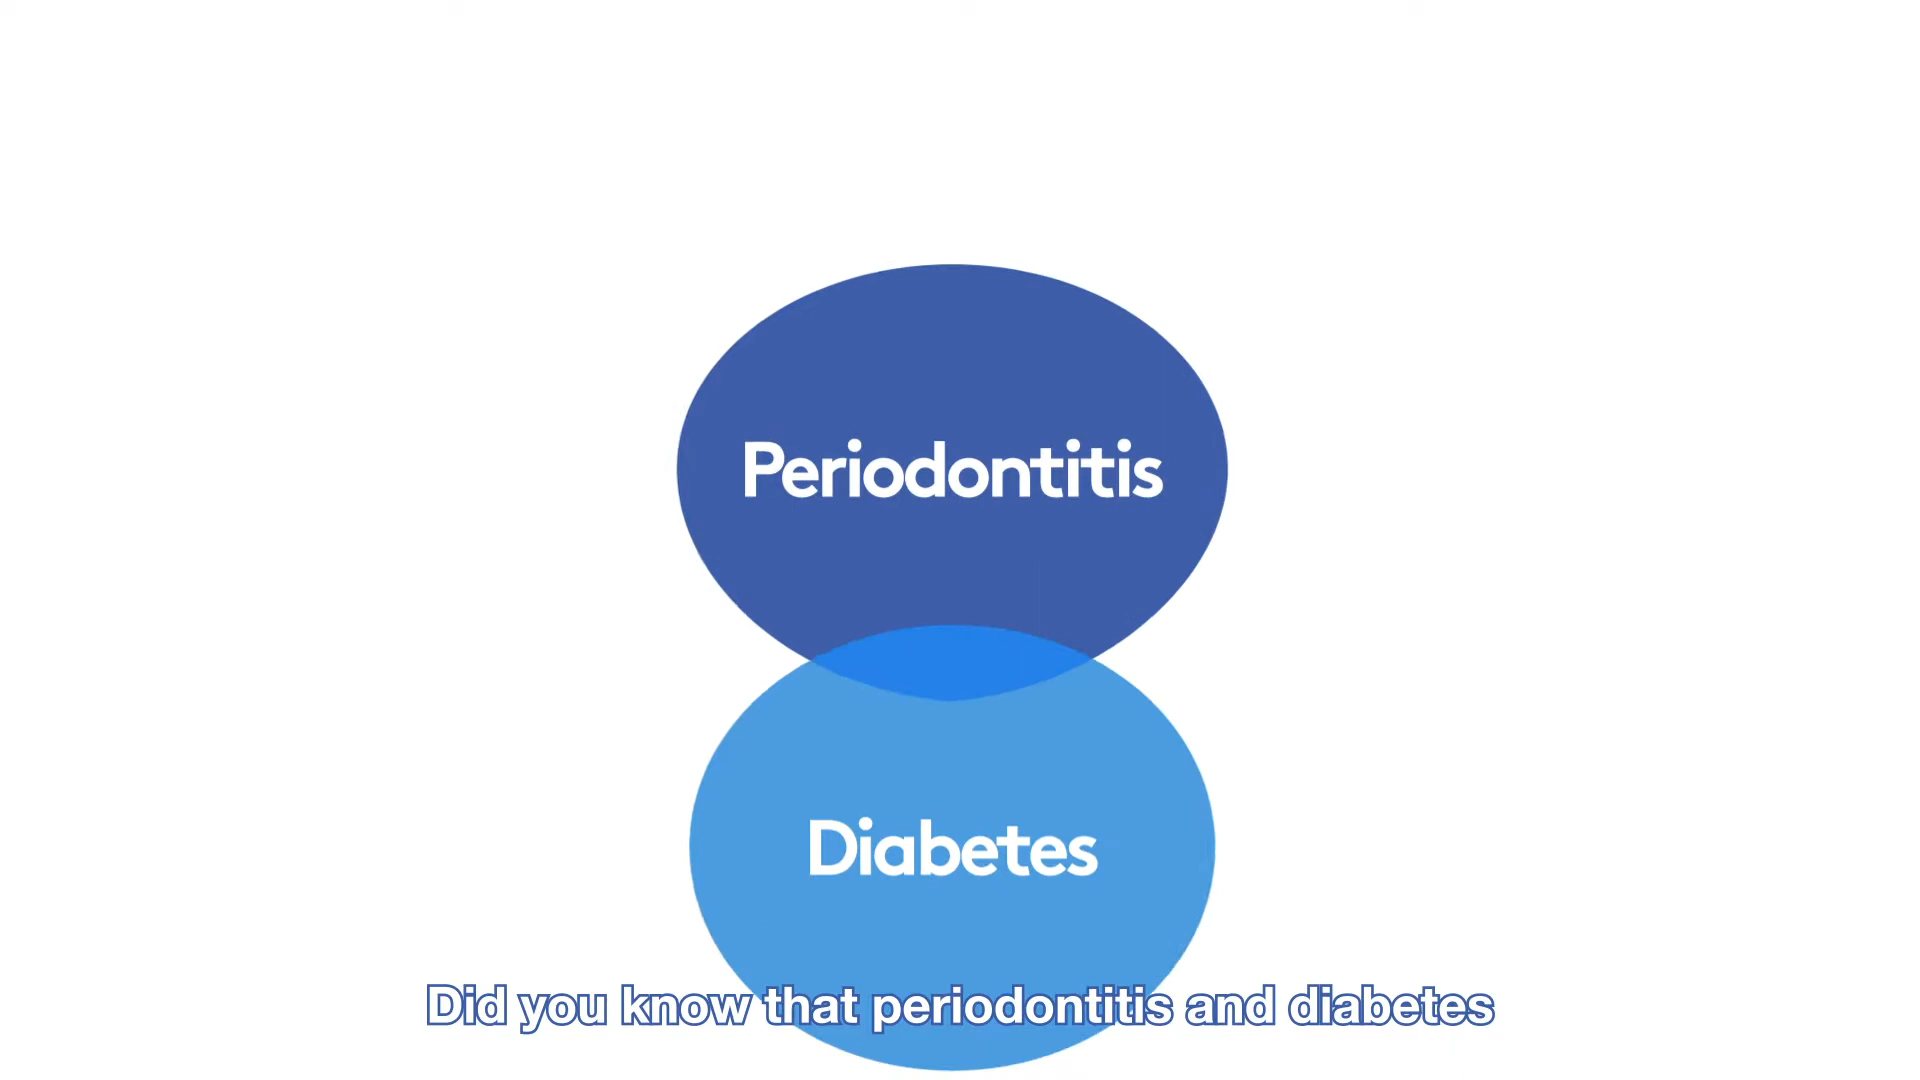 Periodontitis
Diabetes
Did you know that periodontitis and diabetes